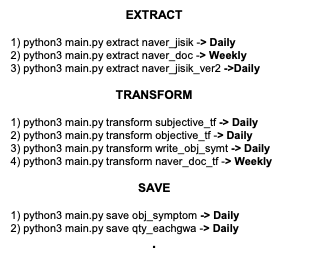 EXTRACT
1) python3 main.py extract naver_jisik -> Daily
2) python3 main.py extract naver_doc -> Weekly
3) python3 main.py extract naver_jisik_ver2 ->Daily
TRANSFORM
1) python3 main.py transform subjective_tf -> Daily
2) python3 main.py transform objective_tf -> Daily
3) python3 main.py transform write_obj_symt -> Daily
4) python3 main.py transform naver_doc_tf -> Weekly
SAVE
1) python3 main.py save obj_symptom -> Daily
2) python3 main.py save qty_eachgwa -> Daily
.